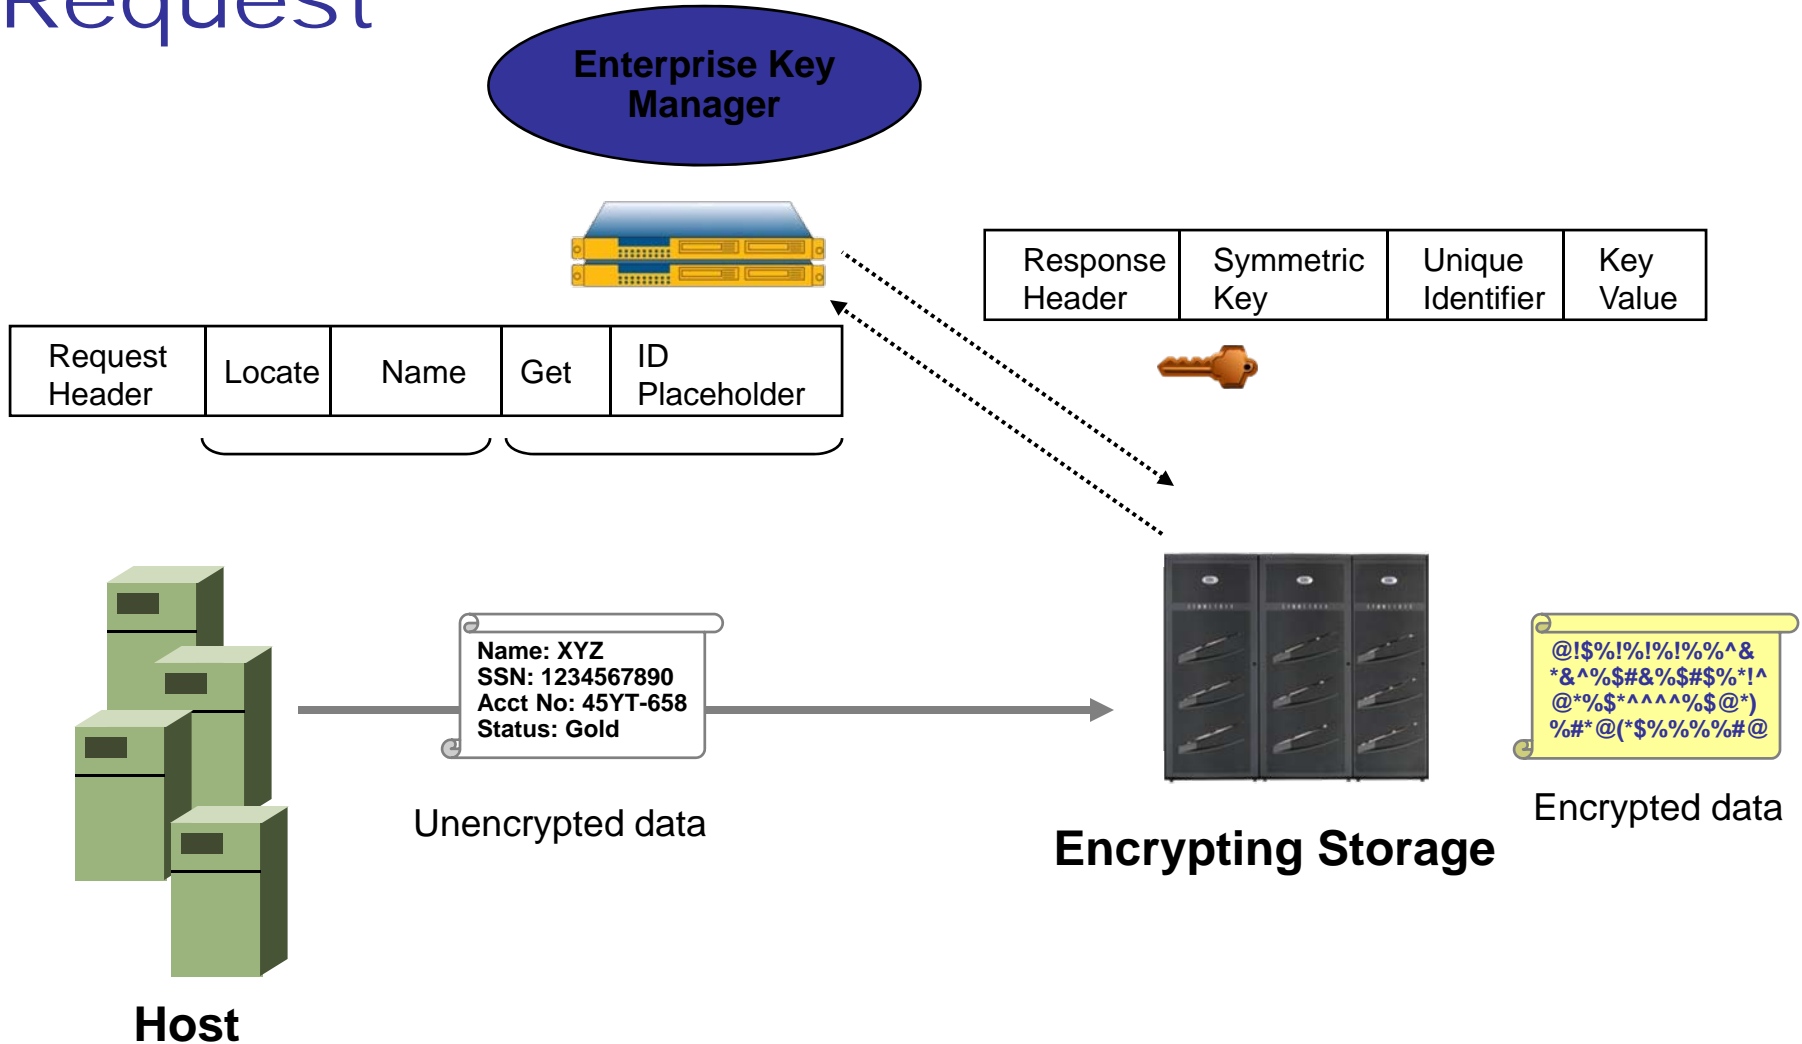 Request
Enterprise Key
Manager
Response
Header
Symmetric
Key
Unique
Identifier
Key
Value
Request
Header
Locate
Name
Get
ID
Placeholder
Name: XYZ
SSN: 1234567890
Acct No: 45YT-658
Status: Gold
@!$%!%!%!%%^&
*&^%$#&%$#$%*!^
@*%$*^^^^%$@*)
%#*@(*$%%%%#@
Unencrypted data
Encrypted data
Encrypting Storage
Host